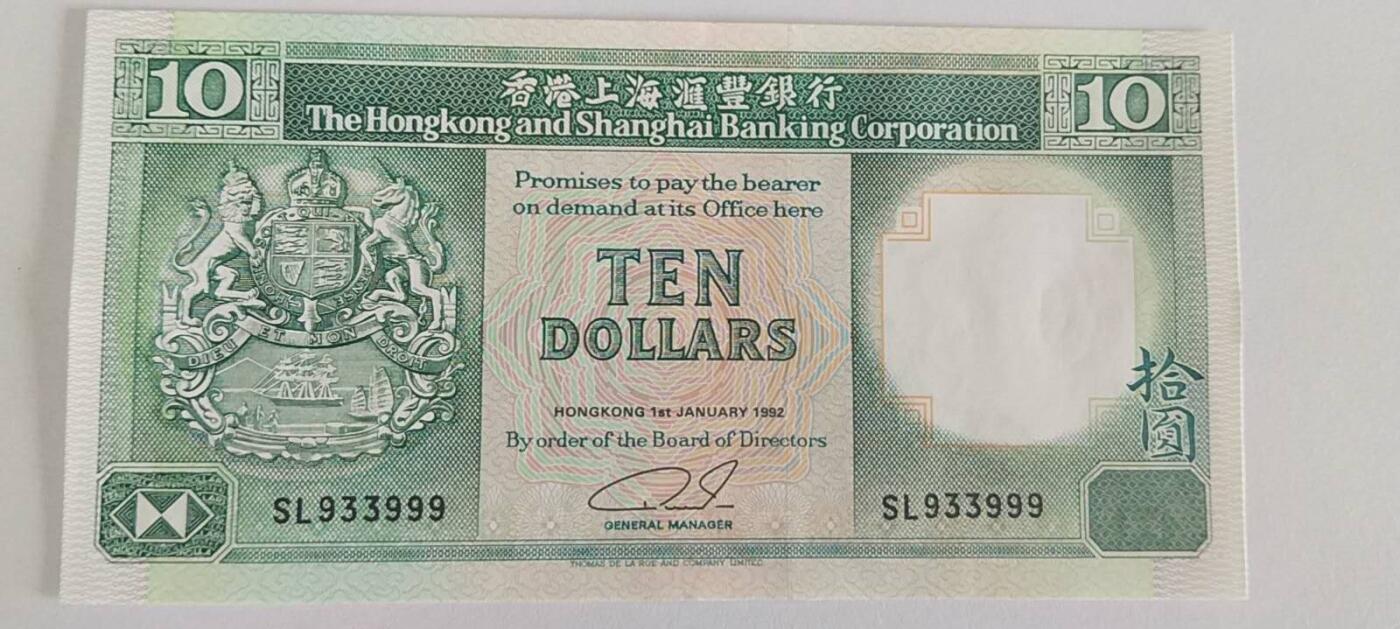 10
香港上海滙豐銀行
10
The Hongkong and Shanghai Banking Corporation
Promises to pay the bearer
on demand at its Office here
TEN
DOLLARS
DIEU ET MON DROIT
HONGKONG 1st JANUARY 1992
By order of the Board of Directors
拾圓
SL933999
SL933999
GENERAL MANAGER
THOMAS DE LA RUE AND COMPANY LIMITED